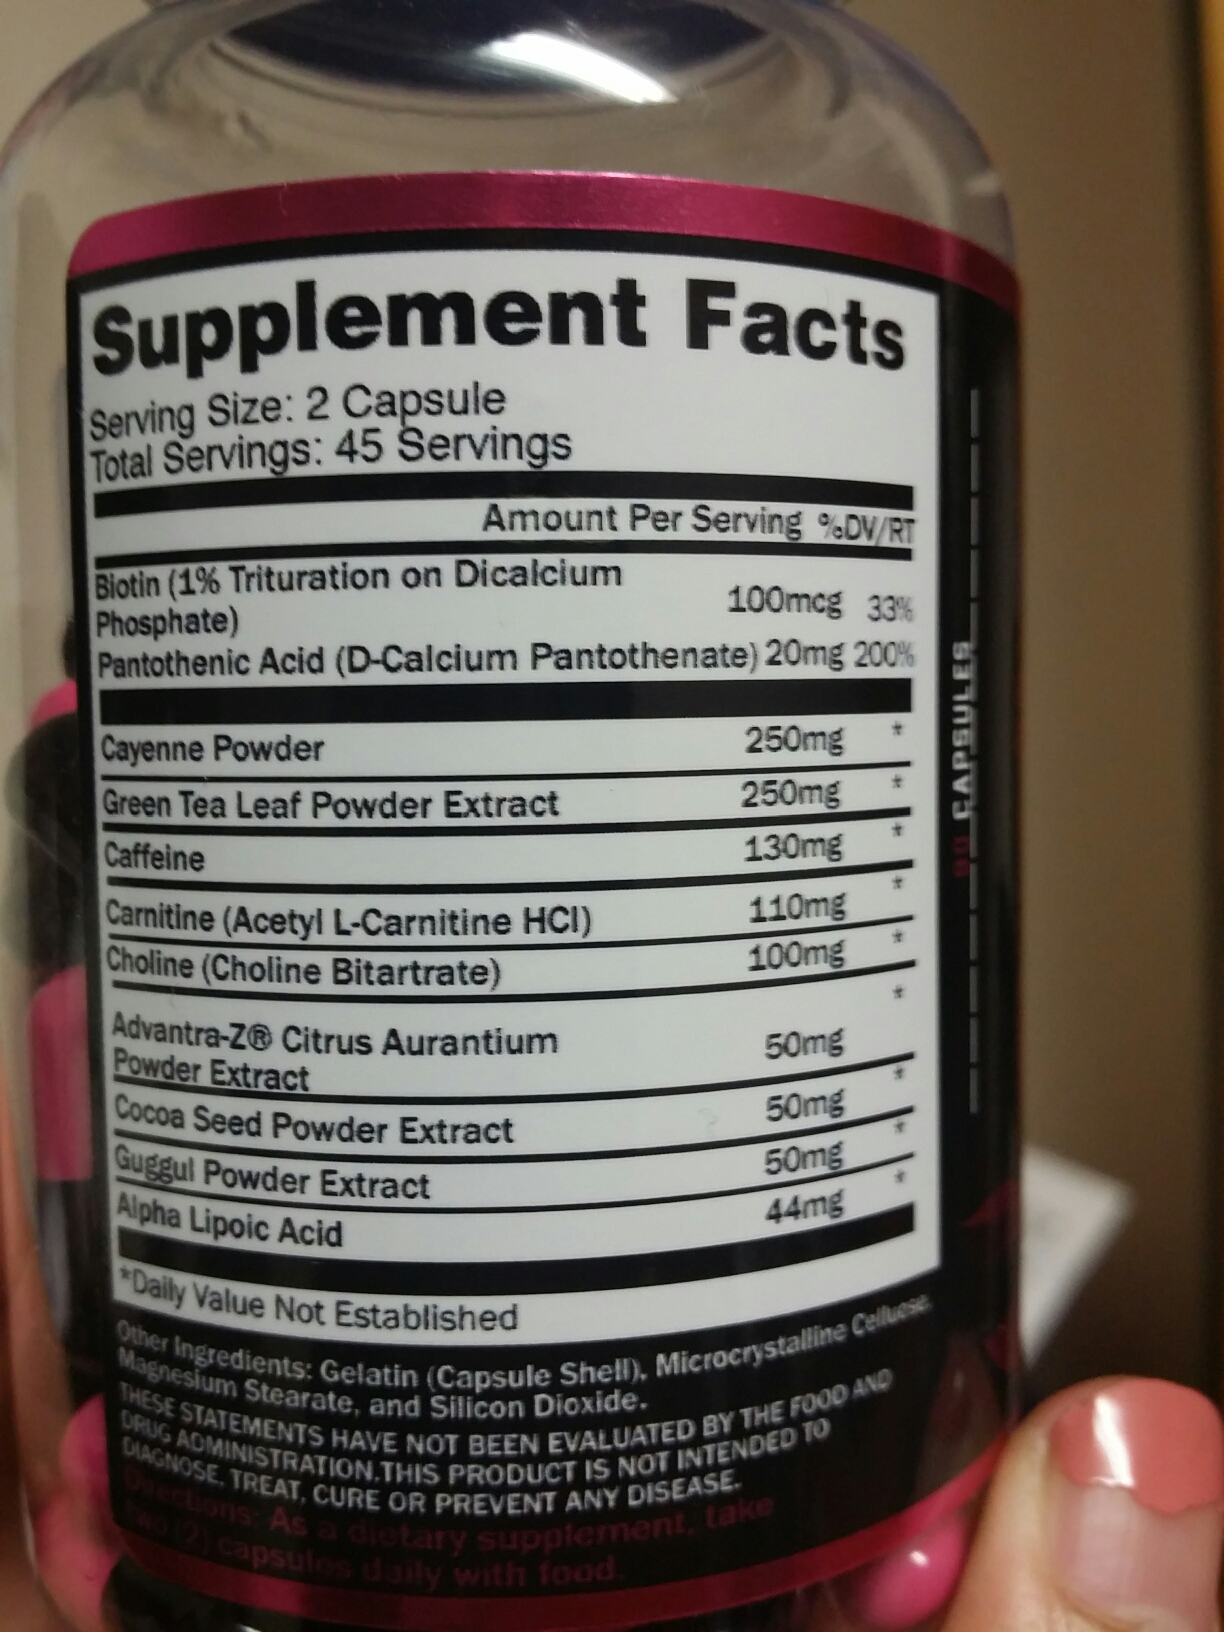 Supplement Facts
Serving Size: 2 Capsule
Total Servings: 45 Servings
Amount Per Serving %DV/RT
Biotin (1% Trituration on Dicalcium
Phosphate) 100mcg 33%
Pantothenic Acid (D-Calcium Pantothenate) 20mg 200%
Cayenne Powder 250mg *
Green Tea Leaf Powder Extract 250mg *
Caffeine 130mg *
Carnitine (Acetyl L-Carnitine HCl) 110mg *
Choline (Choline Bitartrate) 100mg *
Advantra-Z® Citrus Aurantium
Powder Extract 50mg *
Cocoa Seed Powder Extract 50mg *
Guggul Powder Extract 50mg *
Alpha Lipoic Acid 44mg *
*Daily Value Not Established
Other Ingredients: Gelatin (Capsule Shell), Microcrystalline Celluose,
Magnesium Stearate, and Silicon Dioxide.
THESE STATEMENTS HAVE NOT BEEN EVALUATED BY THE FOOD AND
DRUG ADMINISTRATION.THIS PRODUCT IS NOT INTENDED TO
DIAGNOSE, TREAT, CURE OR PREVENT ANY DISEASE.
Directions: As a dietary supplement, take
two (2) capsules daily with food.
90 CAPSULES